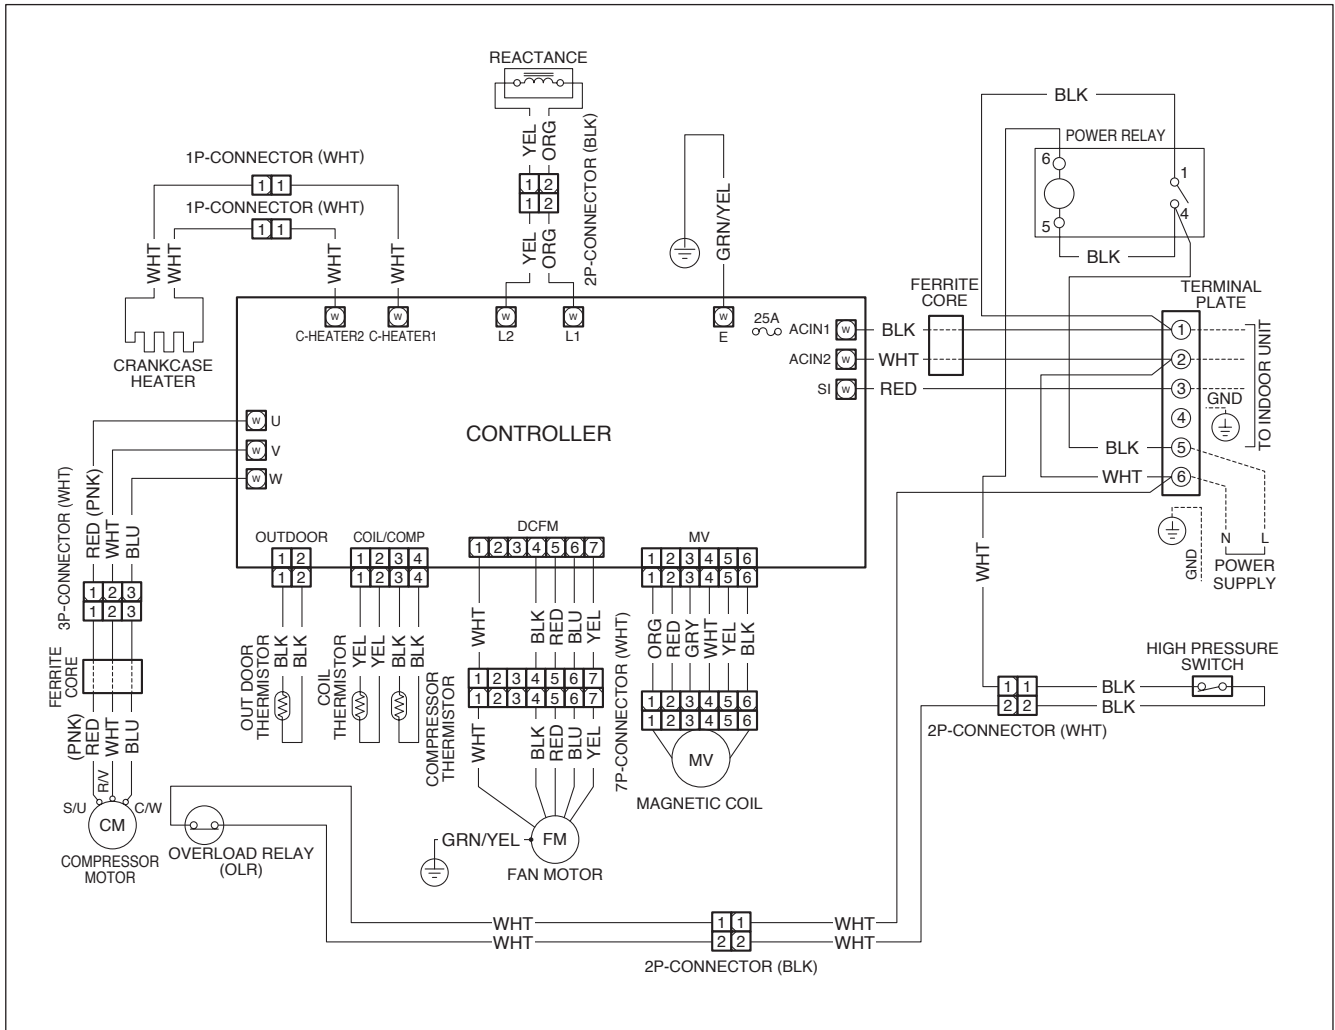 REACTANCE
YEL
ORG
1 2
1 2
YEL
ORG
2P-CONNECTOR (BLK)
L2
L1
1P-CONNECTOR (WHT)
1 1
1P-CONNECTOR (WHT)
1 1
WHT
WHT
WHT
WHT
CRANKCASE
HEATER
W
W
W
W
W
C-HEATER2
C-HEATER1
GRN/YEL
E
25A
ACIN1
W
BLK
ACIN2
W
WHT
SI
W
RED
FERRITE
CORE
BLK
POWER RELAY
6
1
5
4
BLK
TERMINAL
PLATE
1
2
3
4
5
6
TO INDOOR UNIT
GND
BLK
WHT
GND
N
L
POWER
SUPPLY
CONTROLLER
W
U
W
V
W
W
3P-CONNECTOR (WHT)
RED (PNK)
WHT
BLU
1 2 3
1 2 3
FERRITE
CORE
(PNK)
RED
WHT
BLU
R/V
S/U
C/W
CM
COMPRESSOR
MOTOR
OUTDOOR
1 2
1 2
BLK
BLK
OUT DOOR
THERMISTOR
COIL/COMP
1 2 3 4
1 2 3 4
YEL
YEL
BLK
BLK
COIL
THERMISTOR
COMPRESSOR
THERMISTOR
DCFM
1 2 3 4 5 6 7
WHT
BLK
RED
BLU
YEL
1 2 3 4 5 6 7
1 2 3 4 5 6 7
7P-CONNECTOR (WHT)
WHT
BLK
RED
BLU
YEL
GRN/YEL
FM
FAN MOTOR
MV
1 2 3 4 5 6
1 2 3 4 5 6
ORG
RED
GRY
WHT
YEL
BLK
1 2 3 4 5 6
1 2 3 4 5 6
MV
MAGNETIC COIL
WHT
HIGH PRESSURE
SWITCH
1 1
BLK
2 2
BLK
2P-CONNECTOR (WHT)
OVERLOAD RELAY
(OLR)
WHT
1 1
WHT
WHT
2 2
WHT
2P-CONNECTOR (BLK)